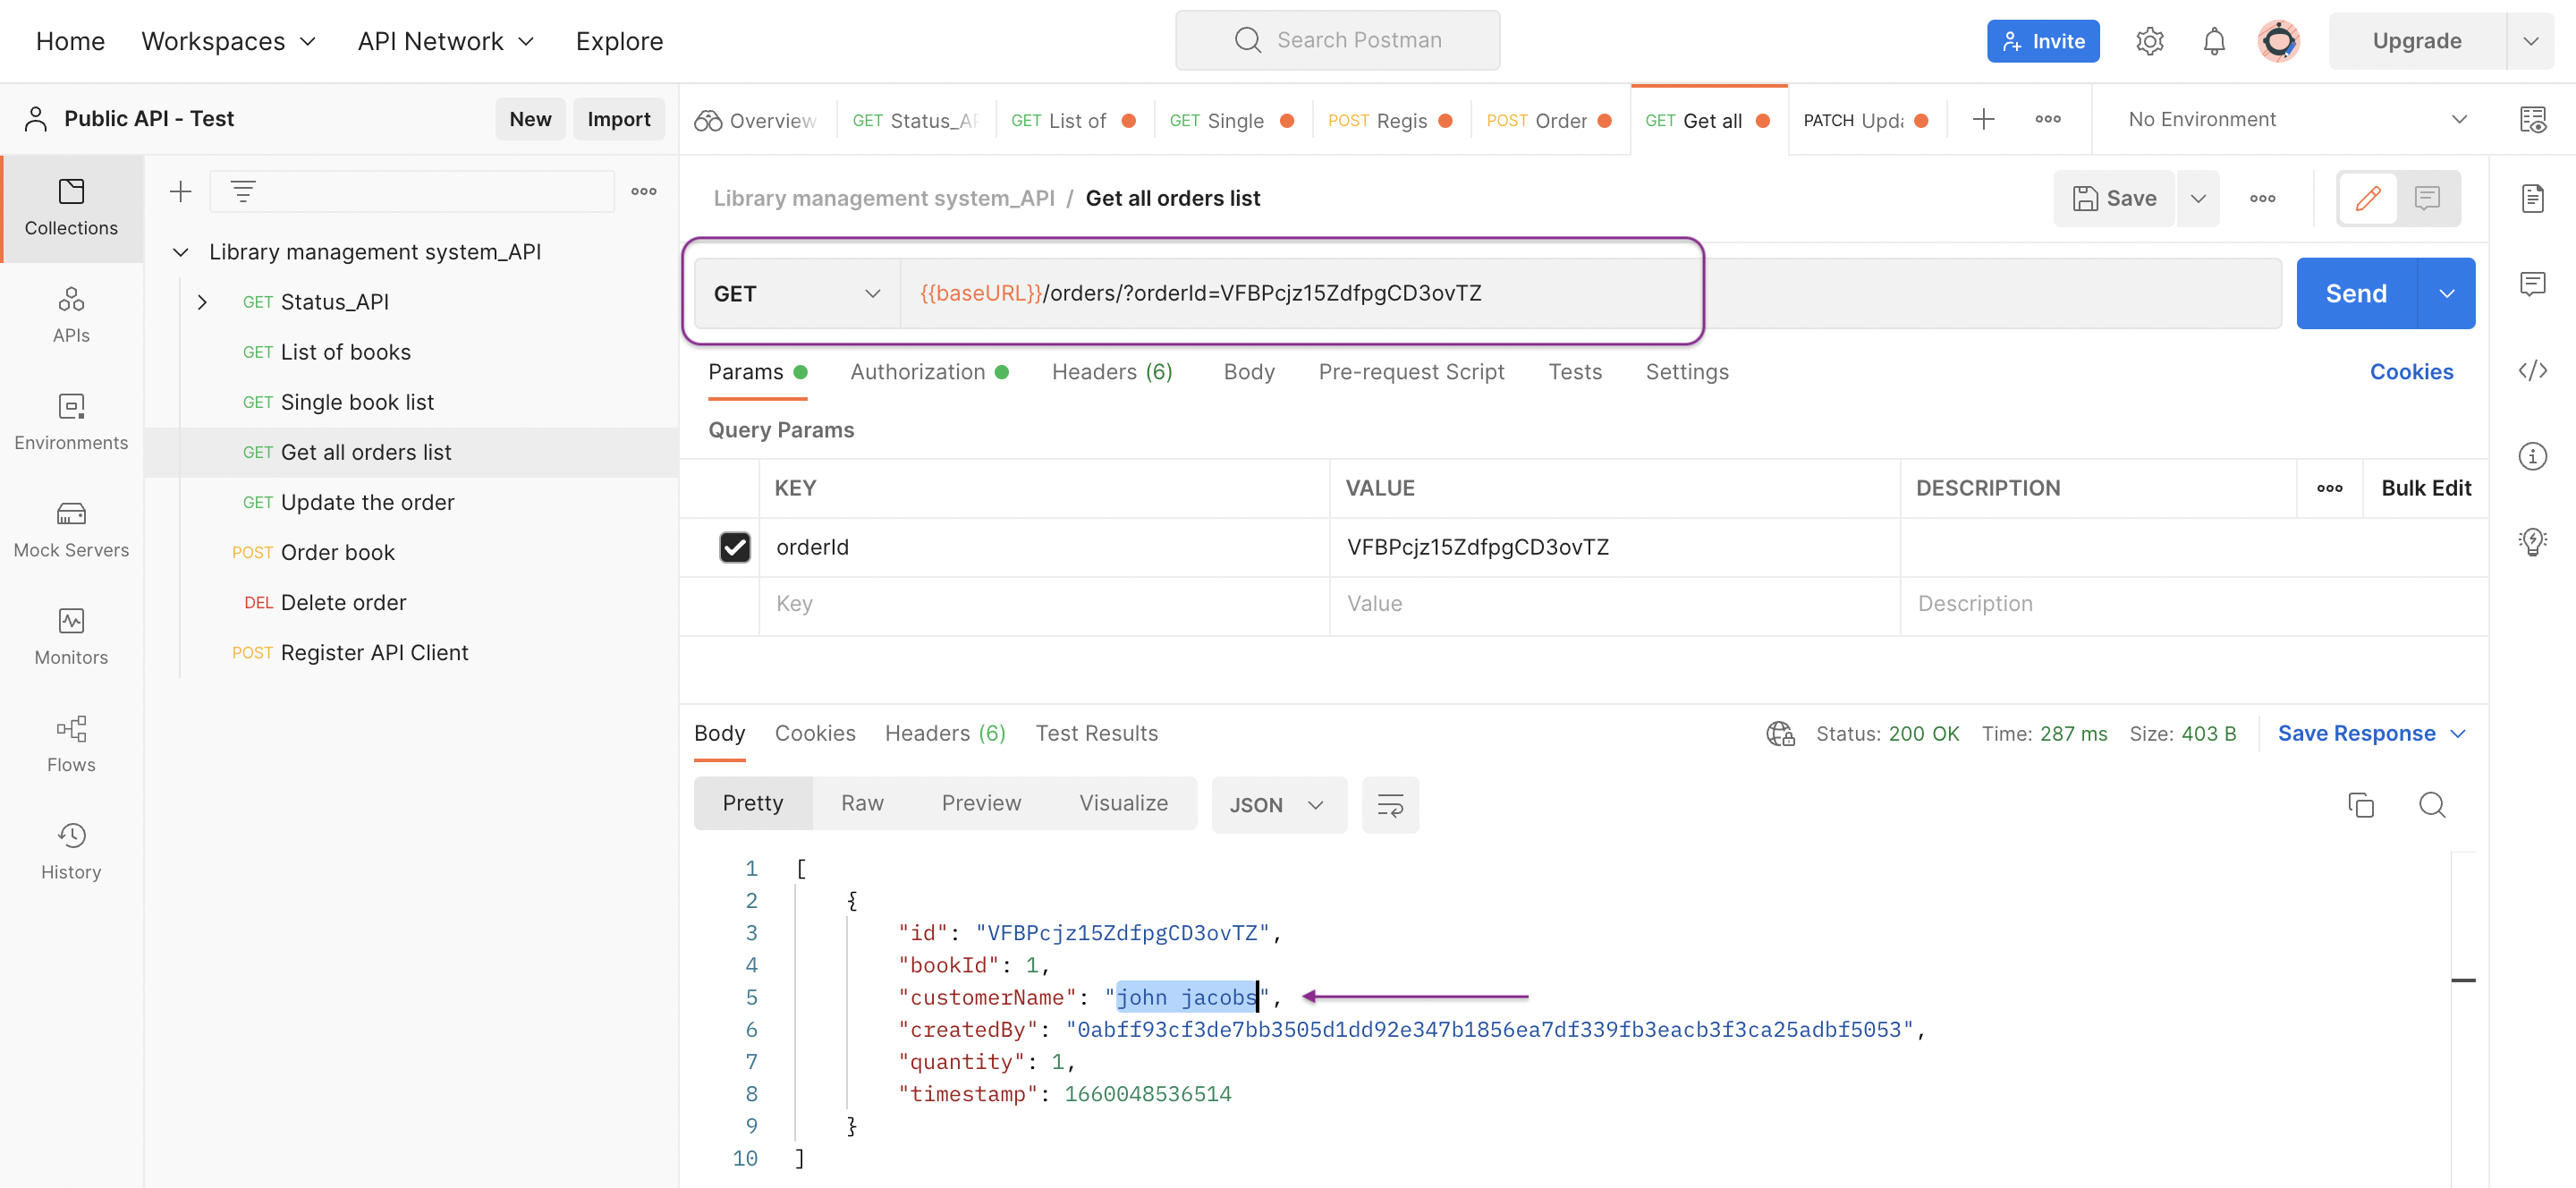 Home Workspaces API Network Explore Search Postman Invite Upgrade
Public API - Test New Import
Overview GET Status_AP GET List of GET Single POST Regis POST Order GET Get all PATCH Upda No Environment
Collections
APIs
Environments
Mock Servers
Monitors
Flows
History
Library management system_API
GET Status_API
GET List of books
GET Single book list
GET Get all orders list
GET Update the order
POST Order book
DEL Delete order
POST Register API Client
Library management system_API / Get all orders list Save
GET {{baseURL}}/orders/?orderId=VFBPcjz15ZdfpgCD3ovTZ Send
Params Authorization Headers (6) Body Pre-request Script Tests Settings Cookies
Query Params
KEY VALUE DESCRIPTION Bulk Edit
orderId VFBPcjz15ZdfpgCD3ovTZ
Key Value Description
Body Cookies Headers (6) Test Results Status: 200 OK Time: 287 ms Size: 403 B Save Response
Pretty Raw Preview Visualize JSON
1 [
2 {
3 "id": "VFBPcjz15ZdfpgCD3ovTZ",
4 "bookId": 1,
5 "customerName": "john jacobs",
6 "createdBy": "0abff93cf3de7bb3505d1dd92e347b1856ea7df339fb3eacb3f3ca25adbf5053",
7 "quantity": 1,
8 "timestamp": 1660048536514
9 }
10 ]